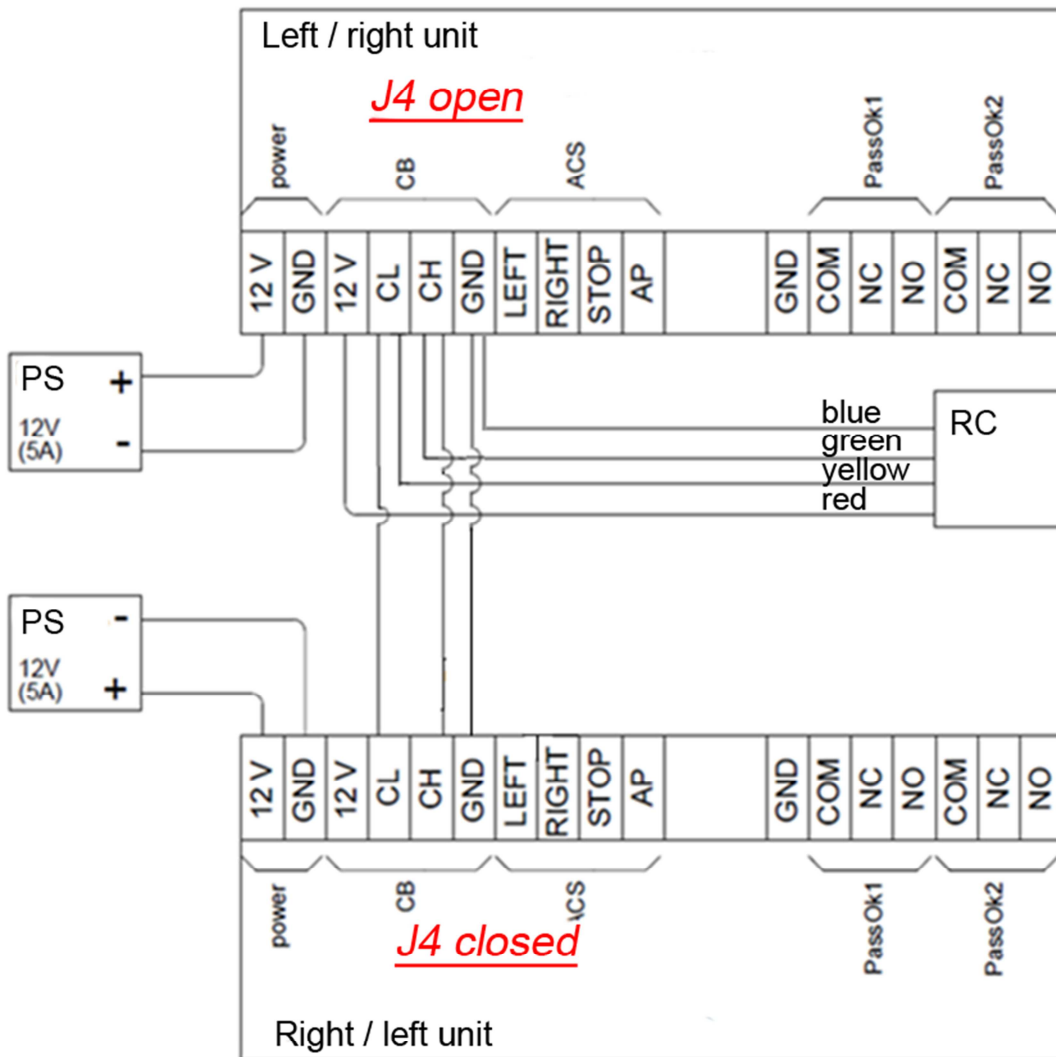 Left / right unit
J4 open
power
CB
ACS
PassOk1
PassOk2
12 V
GND
12 V
CL
CH
GND
LEFT
RIGHT
STOP
AP
GND
COM
NC
NO
COM
NC
NO
PS +
12V
(5A) -
blue
green
yellow
red
RC
PS -
12V
(5A) +
12 V
GND
12 V
CL
CH
GND
LEFT
RIGHT
STOP
AP
GND
COM
NC
NO
COM
NC
NO
power
CB
ACS
PassOk1
PassOk2
J4 closed
Right / left unit